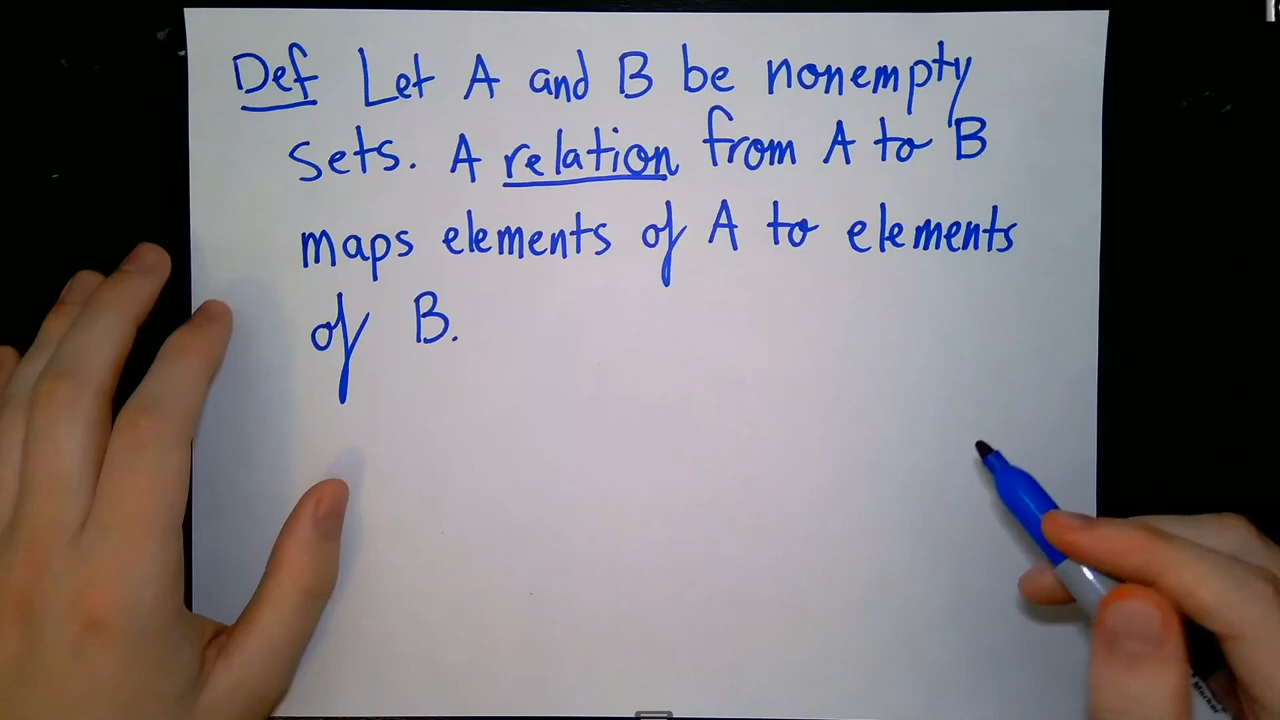 Def Let A and B be nonempty
sets. A relation from A to B
maps elements of A to elements
of B.